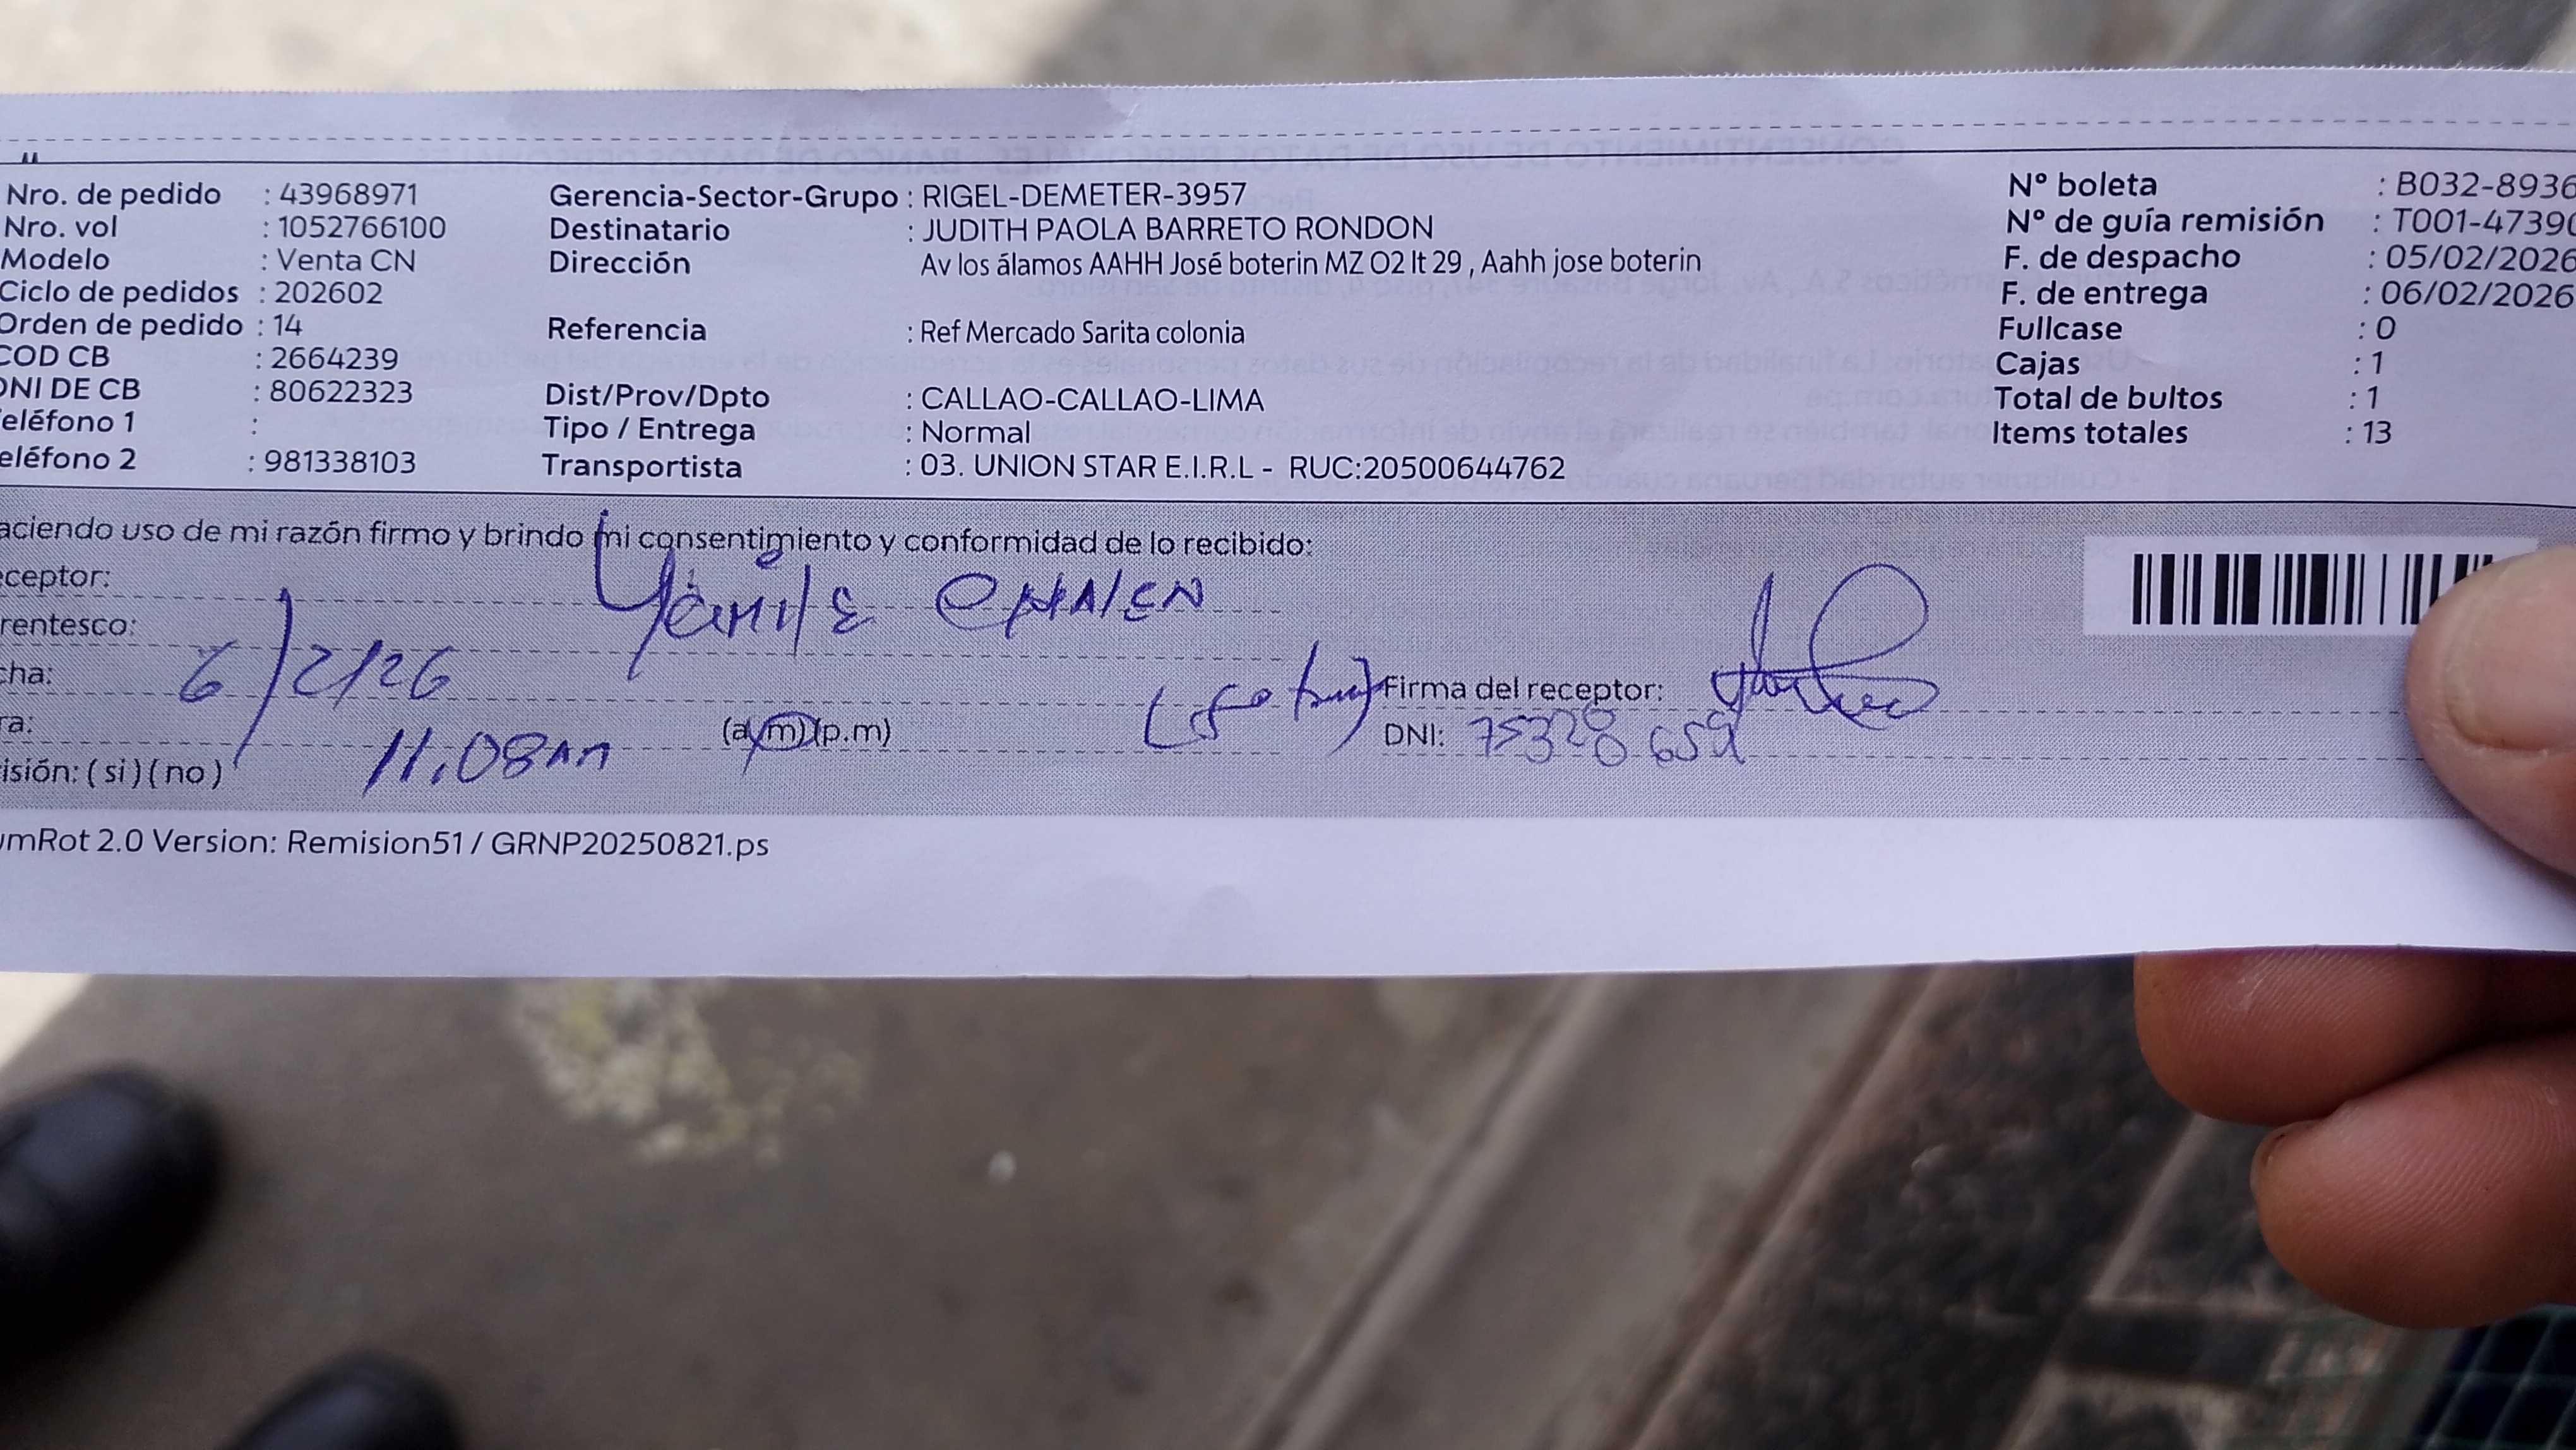 Nro. de pedido : 43968971
Nro. vol : 1052766100
Modelo : Venta CN
Ciclo de pedidos : 202602
Orden de pedido : 14
COD CB : 2664239
DNI DE CB : 80622323
eléfono 1 :
eléfono 2 : 981338103
Gerencia-Sector-Grupo : RIGEL-DEMETER-3957
Destinatario : JUDITH PAOLA BARRETO RONDON
Dirección Av los álamos AAHH José boterin MZ O2 lt 29 , Aahh jose boterin
Referencia : Ref Mercado Sarita colonia
Dist/Prov/Dpto : CALLAO-CALLAO-LIMA
Tipo / Entrega : Normal
Transportista : 03. UNION STAR E.I.R.L - RUC:20500644762
Nº boleta : B032-8936
Nº de guía remisión : T001-47390
F. de despacho : 05/02/2026
F. de entrega : 06/02/2026
Fullcase : 0
Cajas : 1
Total de bultos : 1
Items totales : 13
aciendo uso de mi razón firmo y brindo mi consentimiento y conformidad de lo recibido:
ceptor:
rentesco:
cha: 6/2/26
Firma del receptor:
ra: 11.08am (a.m)(p.m)
DNI: 75328659
isión: ( si ) ( no )
umRot 2.0 Version: Remision51 / GRNP20250821.ps